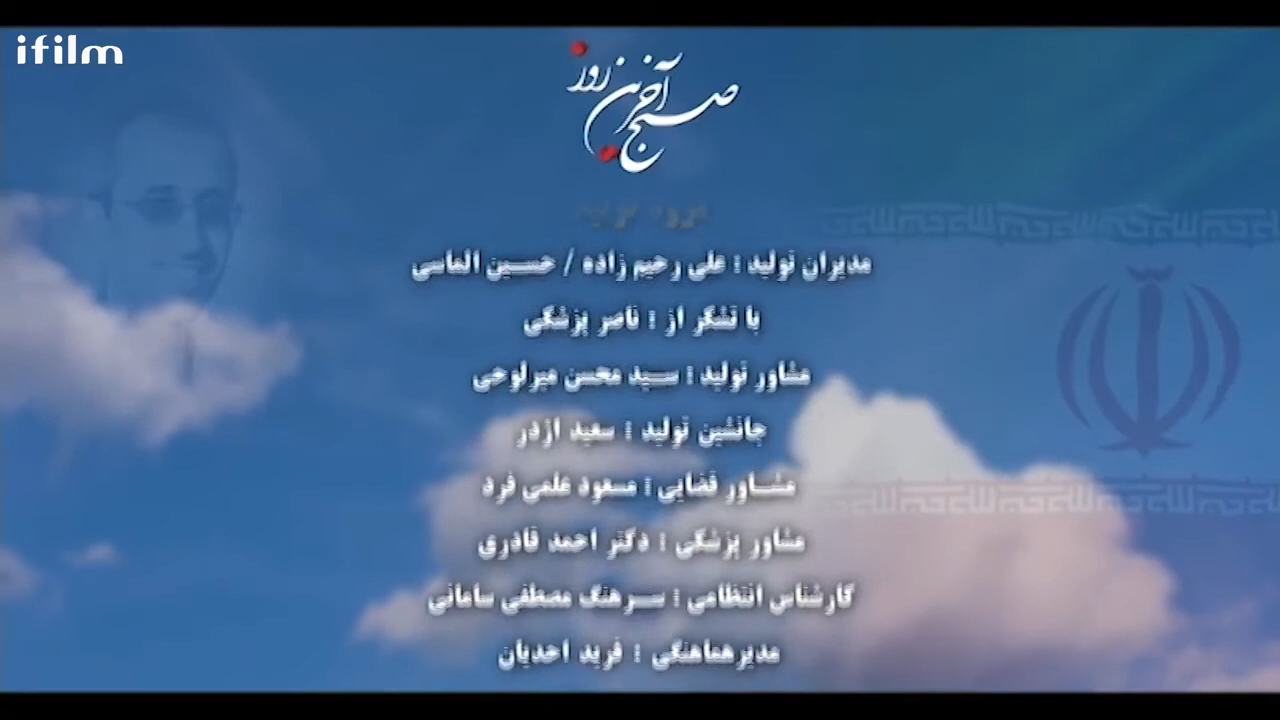 ifilm
صبح آخرین روز
مدیران تولید : علی رحیم زاده / حسین الماسی
با تشکر از : ناصر پزشکی
مشاور تولید : سید محسن میرلوحی
جانشین تولید : سعید اژدر
مشاور قضایی : مسعود علمی فرد
مشاور پزشکی : دکتر احمد قادری
کارشناس انتظامی : سرهنگ مصطفی سامانی
مدیرهماهنگی : فرید احدیان